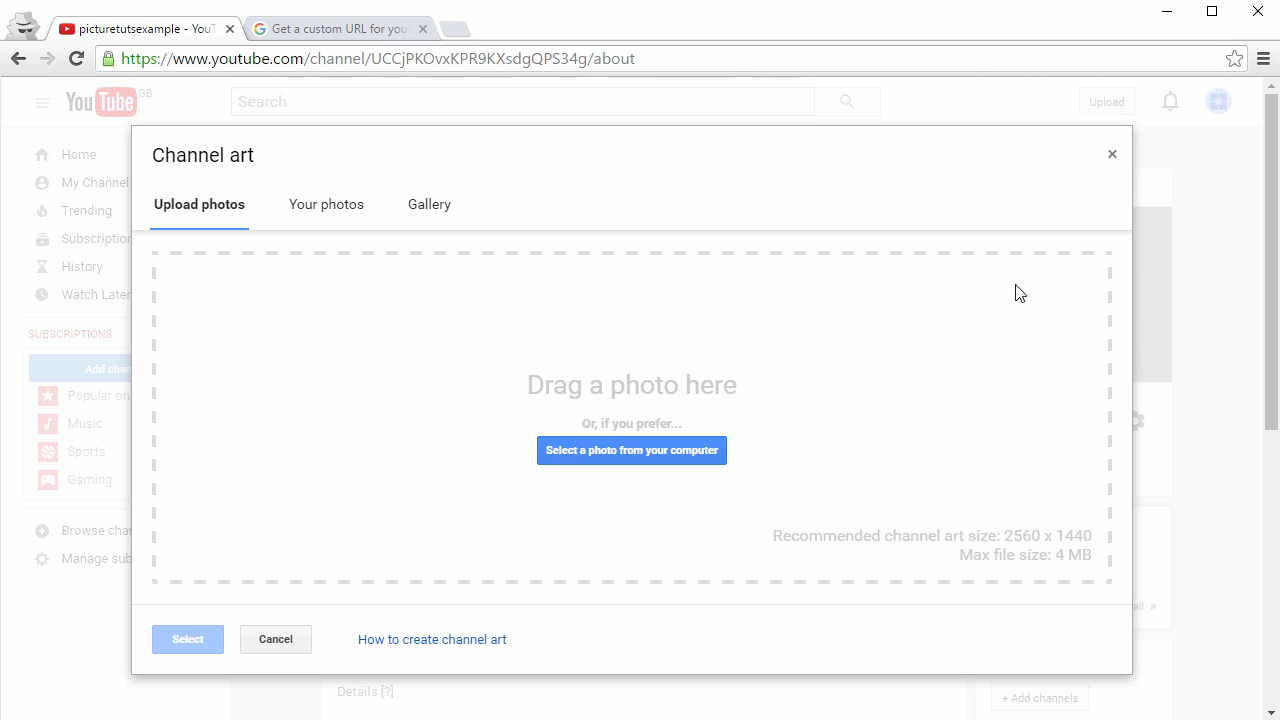 picturetutsexample - YouT
Get a custom URL for you
https://www.youtube.com/channel/UCCjPKOvxKPR9KXsdgQPS34g/about
YouTube GB
Search
Upload
Channel art
Upload photos
Your photos
Gallery
Home
My Channel
Trending
Subscription
History
Watch Later
SUBSCRIPTIONS
Add chan
Popular on
Music
Sports
Gaming
Browse chan
Manage sub
Drag a photo here
Or, if you prefer...
Select a photo from your computer
Recommended channel art size: 2560 x 1440
Max file size: 4 MB
all »
Select
Cancel
How to create channel art
Details [?]
+ Add channels